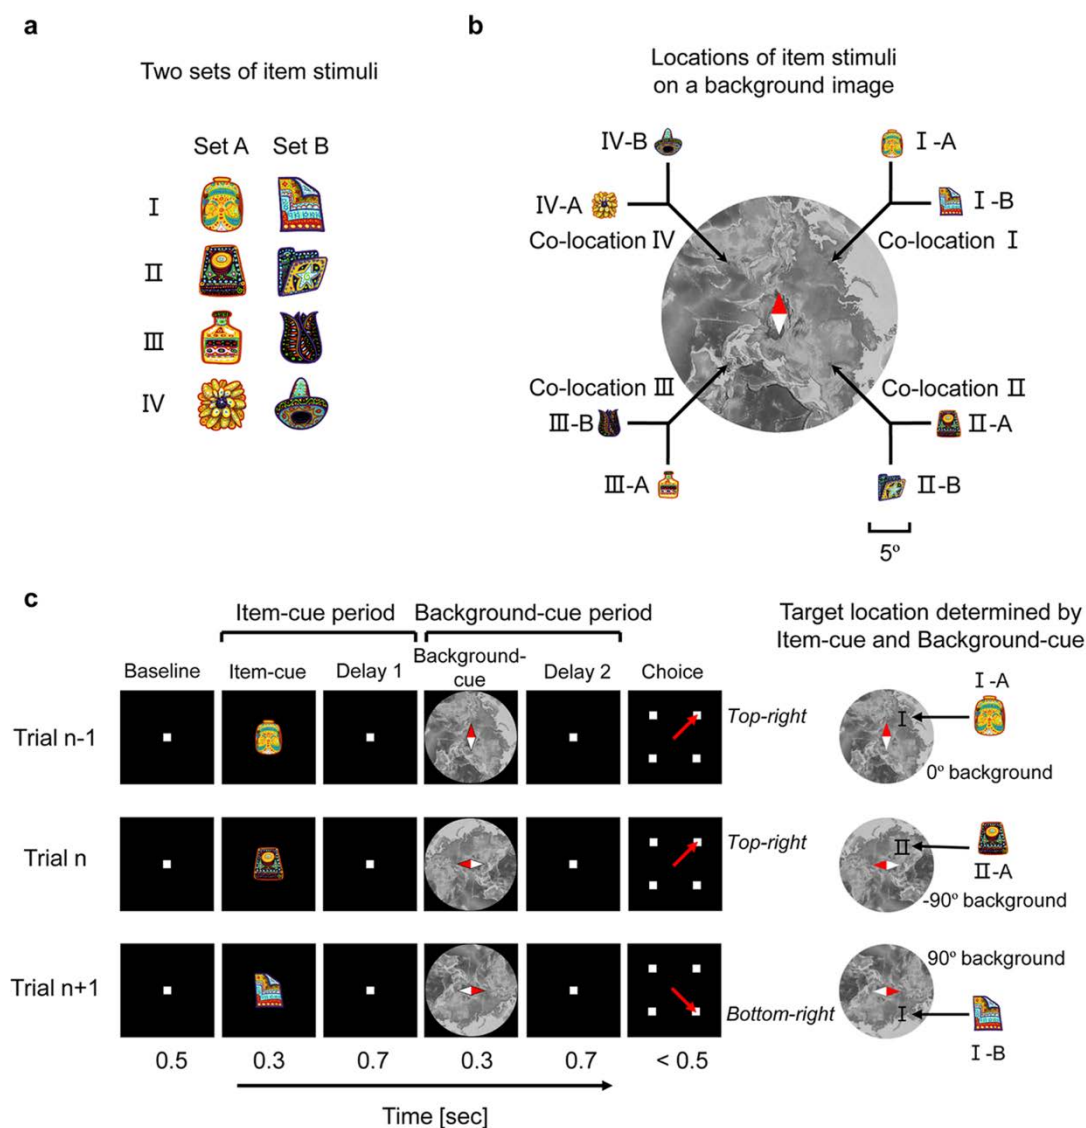 a
Two sets of item stimuli
Set A Set B
Ⅰ
Ⅱ
Ⅲ
Ⅳ
b
Locations of item stimuli
on a background image
Ⅳ-B
Ⅰ-A
Ⅳ-A
Ⅰ-B
Co-location Ⅳ
Co-location Ⅰ
Co-location Ⅲ
Co-location Ⅱ
Ⅲ-B
Ⅱ-A
Ⅲ-A
Ⅱ-B
5º
c
Item-cue period
Background-cue period
Target location determined by
Item-cue and Background-cue
Baseline
Item-cue
Delay 1
Background-
cue
Delay 2
Choice
Trial n-1
Top-right
Ⅰ
Ⅰ-A
0º background
Trial n
Top-right
Ⅱ
Ⅱ-A
-90º background
Trial n+1
Bottom-right
90º background
Ⅰ
Ⅰ-B
0.5 0.3 0.7 0.3 0.7 < 0.5
Time [sec]